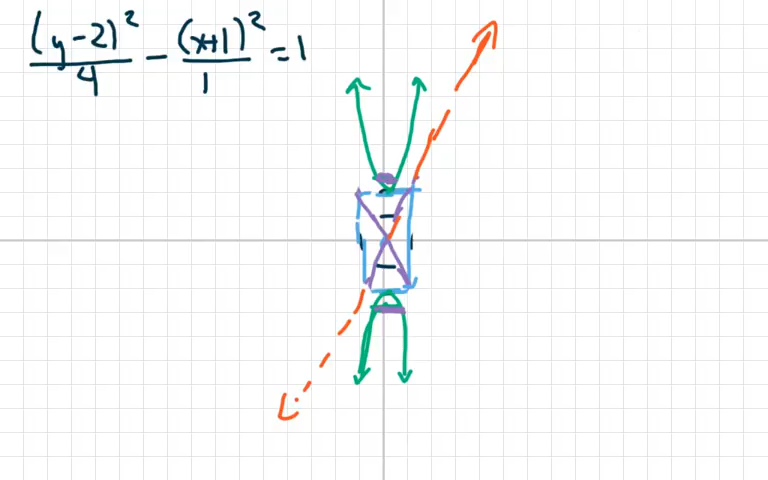 (y-2)²/4 - (x+1)²/1 = 1